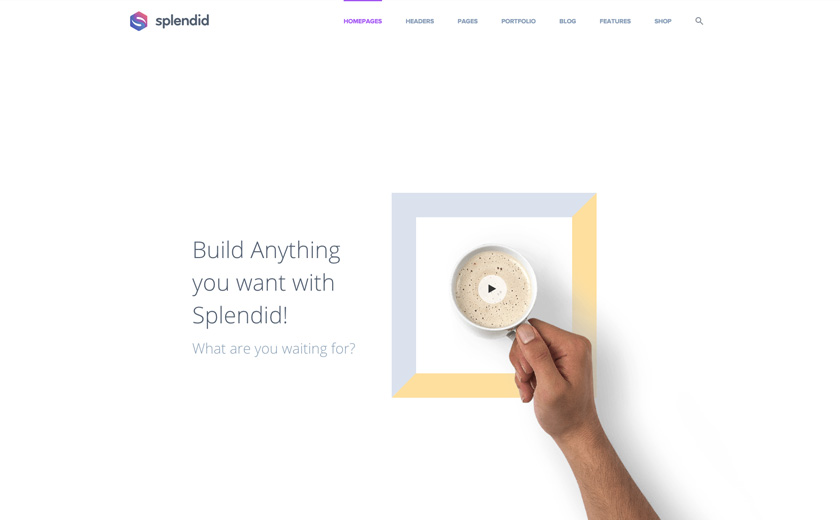 splendid
HOMEPAGES HEADERS PAGES PORTFOLIO BLOG FEATURES SHOP
Build Anything
you want with
Splendid!
What are you waiting for?